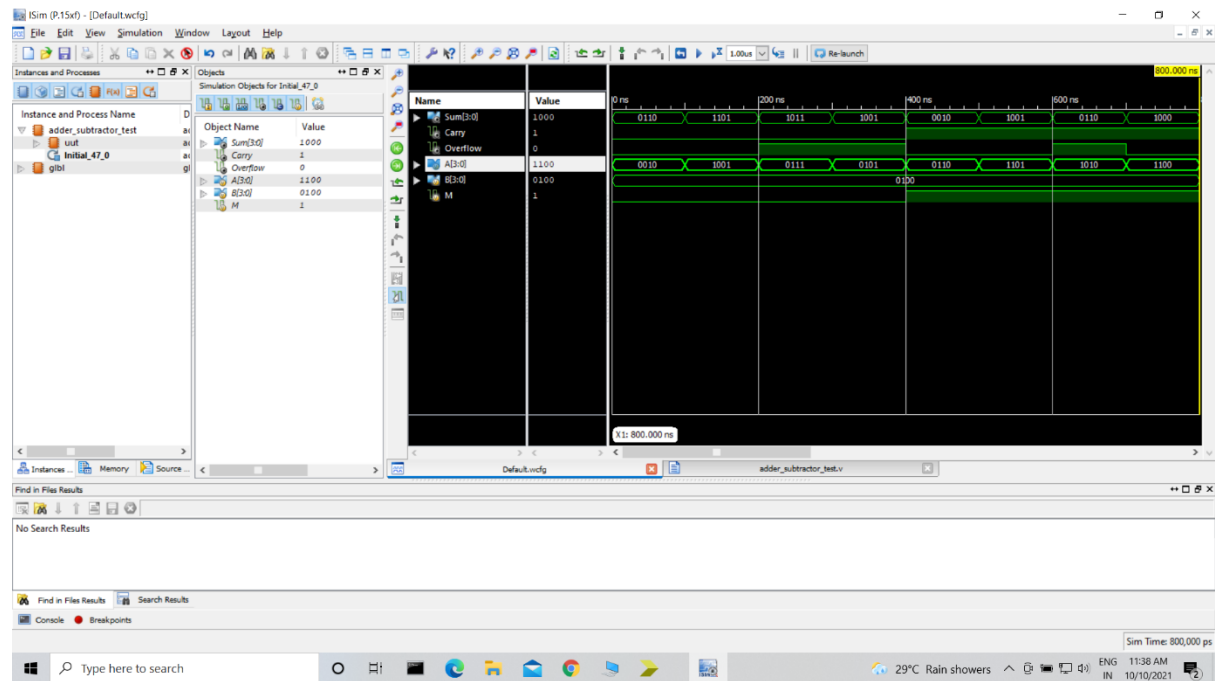 ISim (P.15xf) - [Default.wcfg]
File Edit View Simulation Window Layout Help
1.00us Re-launch
Instances and Processes
Instance and Process Name D
adder_subtractor_test
uut
Initial_47_0
glbl
Instances ... Memory Source ...
Objects
Simulation Objects for Initial_47_0
Object Name Value
Sum[3:0] 1000
Carry 1
Overflow 0
A[3:0] 1100
B[3:0] 0100
M 1
800.000 ns
Name Value
0 ns 200 ns 400 ns 600 ns
Sum[3:0] 1000 0110 1101 1011 1001 0010 1001 0110 1000
Carry 1
Overflow 0
A[3:0] 1100 0010 1001 0111 0101 0110 1101 1010 1100
B[3:0] 0100 0100
M 1
X1: 800.000 ns
Default.wcfg adder_subtractor_test.v
Find in Files Results
No Search Results
Find in Files Results Search Results
Console Breakpoints
Sim Time: 800,000 ps
Type here to search
29°C Rain showers
ENG 11:38 AM
IN 10/10/2021
2